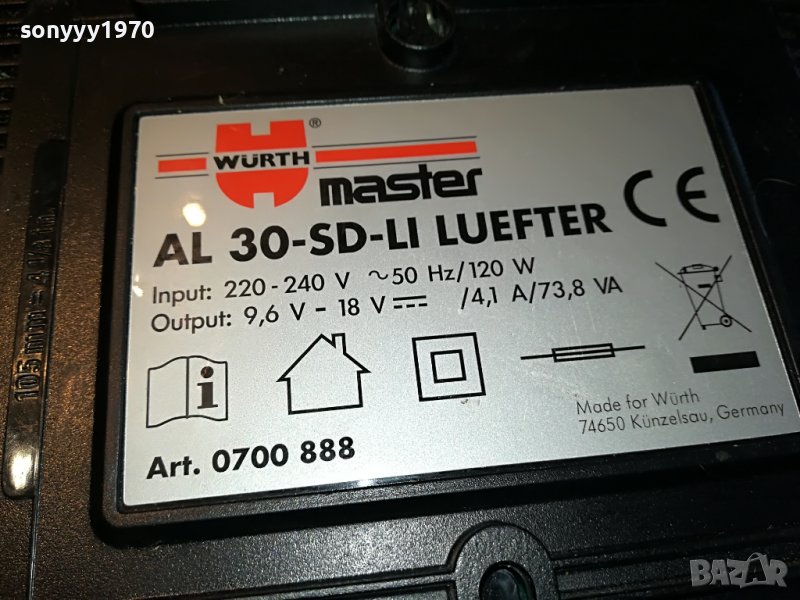 sonyyy1970
WÜRTH ®
master
AL 30-SD-LI LUEFTER
CE
Input: 220 - 240 V ~50 Hz/120 W
Output: 9,6 V - 18 V /4,1 A/73,8 VA
i
Made for Würth
74650 Künzelsau, Germany
Art. 0700 888
BAZAR